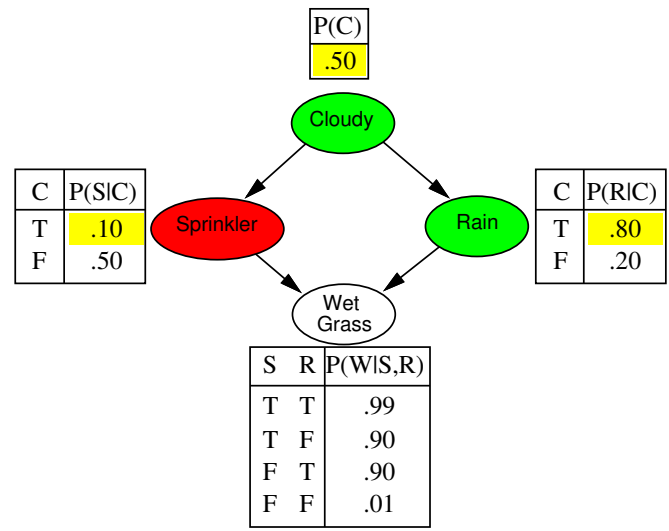 P(C)
.50
Cloudy
C P(S|C)
T .10
F .50
Sprinkler
Rain
C P(R|C)
T .80
F .20
Wet
Grass
S R P(W|S,R)
T T .99
T F .90
F T .90
F F .01